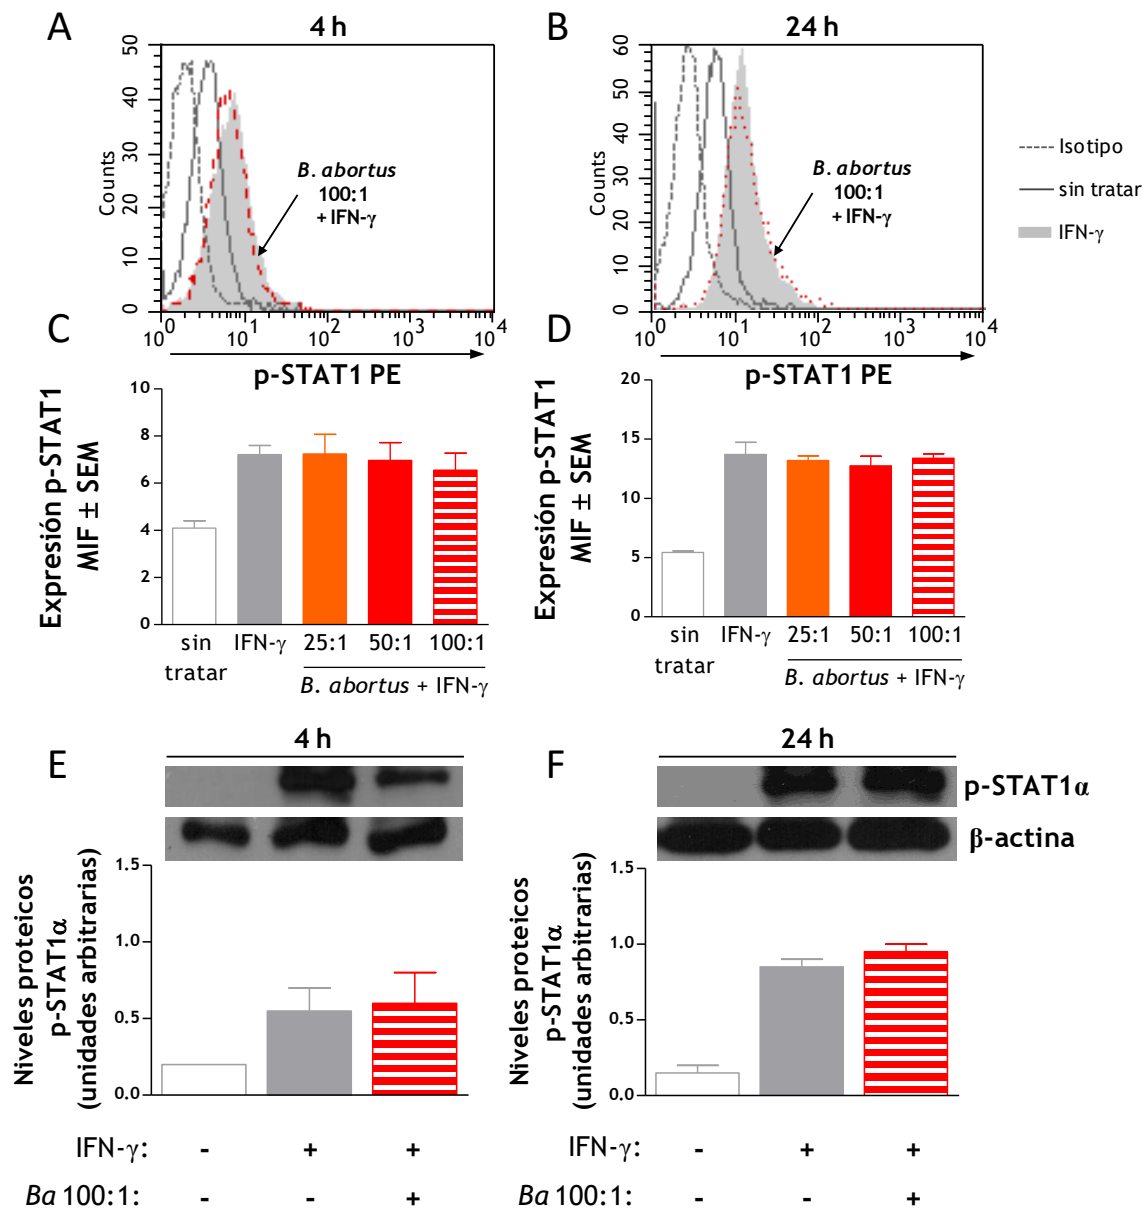 A
4 h
50
40
30
20
10
0
Counts
B. abortus
100:1
+ IFN-γ
10^0
10^1
10^2
10^3
10^4
B
24 h
60
50
40
30
20
10
0
Counts
B. abortus
100:1
+ IFN-γ
10^0
10^1
10^2
10^3
10^4
Isotipo
sin tratar
IFN-γ
C
p-STAT1 PE
Expresión p-STAT1
MIF ± SEM
10
8
6
4
2
0
sin
tratar
IFN-γ
25:1
50:1
100:1
B. abortus + IFN-γ
D
p-STAT1 PE
Expresión p-STAT1
MIF ± SEM
20
15
10
5
0
sin
tratar
IFN-γ
25:1
50:1
100:1
B. abortus + IFN-γ
E
4 h
Niveles proteicos
p-STAT1α
(unidades arbitrarias)
1.5
1.0
0.5
0.0
IFN-γ: - + +
Ba 100:1: - - +
F
24 h
p-STAT1α
β-actina
Niveles proteicos
p-STAT1α
(unidades arbitrarias)
1.5
1.0
0.5
0.0
IFN-γ: - + +
Ba 100:1: - - +